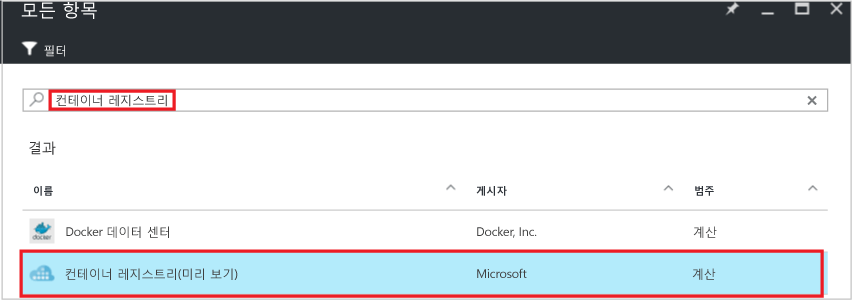 모든 항목
필터
컨테이너 레지스트리
결과
이름 게시자 범주
docker Docker 데이터 센터 Docker, Inc. 계산
컨테이너 레지스트리(미리 보기) Microsoft 계산